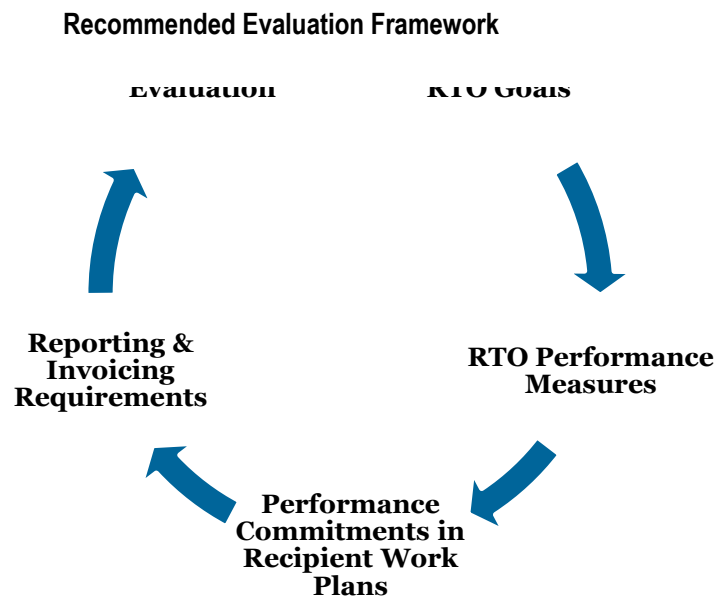 Recommended Evaluation Framework
Evaluation
RTO Goals
RTO Performance
Measures
Performance
Commitments in
Recipient Work
Plans
Reporting &
Invoicing
Requirements